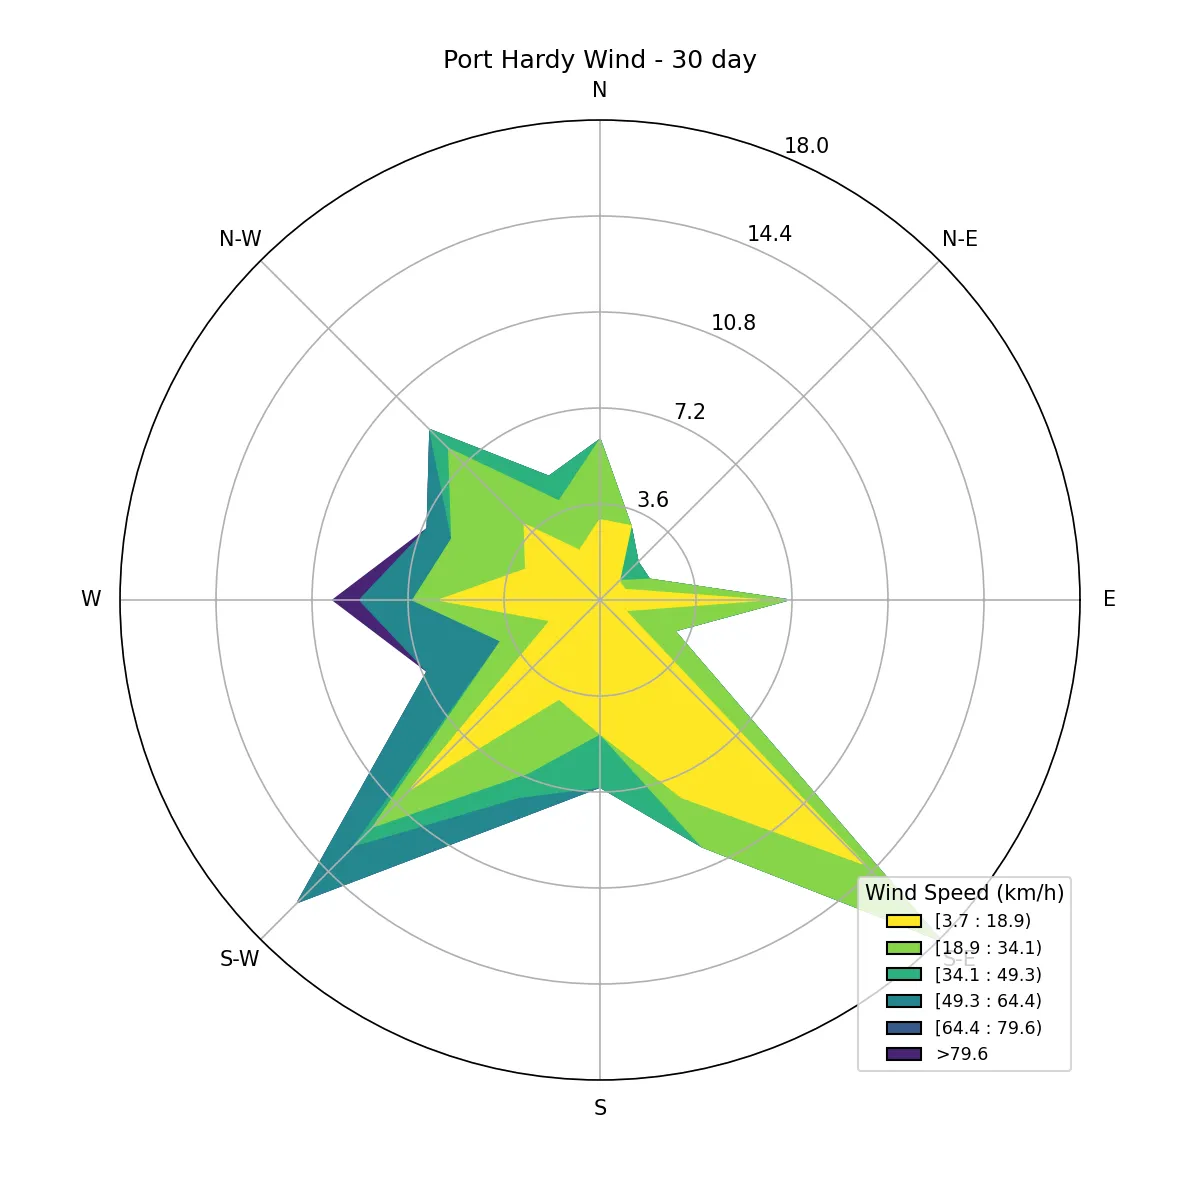 Port Hardy Wind - 30 day
N
18.0
14.4
N-W
N-E
10.8
7.2
3.6
W
E
Wind Speed (km/h)
[3.7 : 18.9)
[18.9 : 34.1)
S-W
S-E
[34.1 : 49.3)
[49.3 : 64.4)
[64.4 : 79.6)
>79.6
S